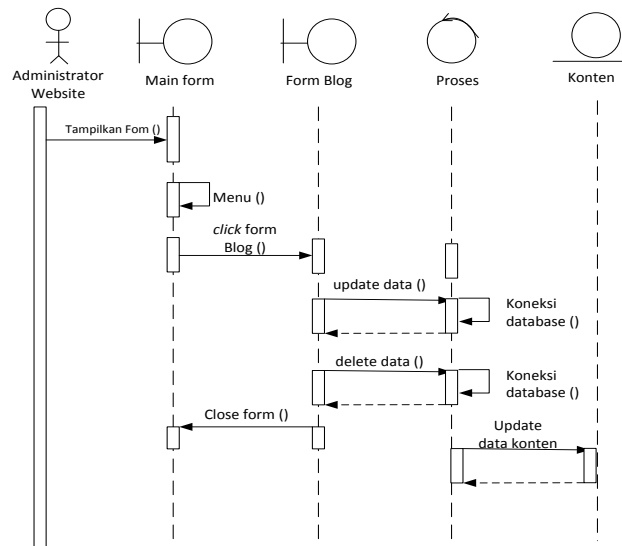 Administrator
Website
Main form
Form Blog
Proses
Konten
Tampilkan Fom ()
Menu ()
click form
Blog ()
update data ()
Koneksi
database ()
delete data ()
Koneksi
database ()
Close form ()
Update
data konten